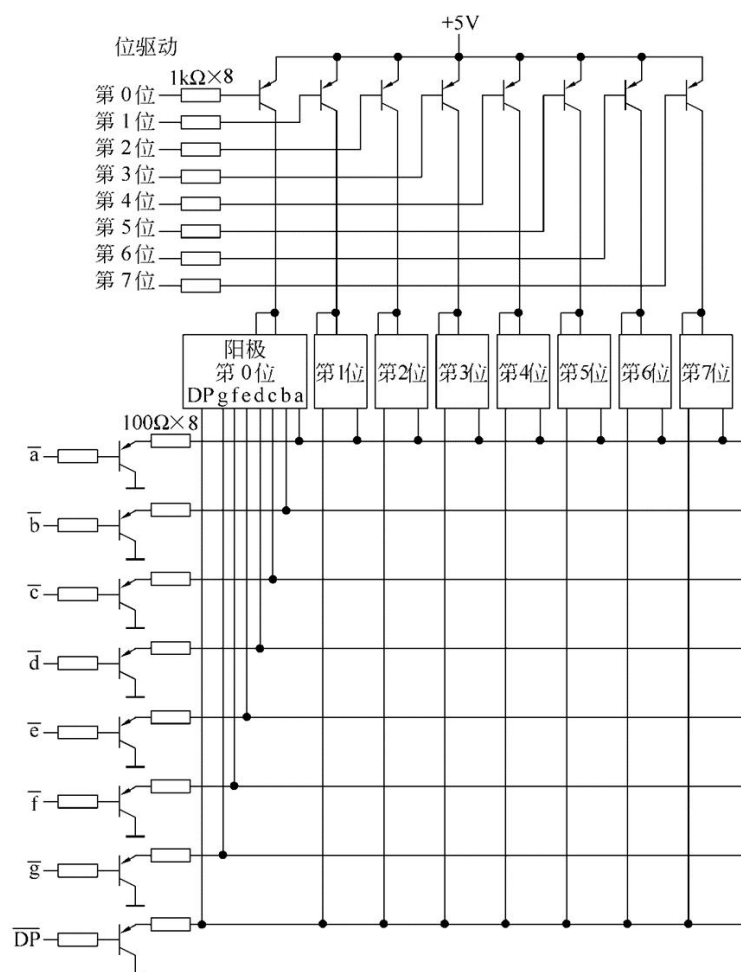 +5V
位驱动
1kΩ×8
第0位
第1位
第2位
第3位
第4位
第5位
第6位
第7位
阳极
第0位
DPgfedcba
第1位
第2位
第3位
第4位
第5位
第6位
第7位
100Ω×8
a̅
b̅
c̅
d̅
e̅
f̅
g̅
D̅P̅